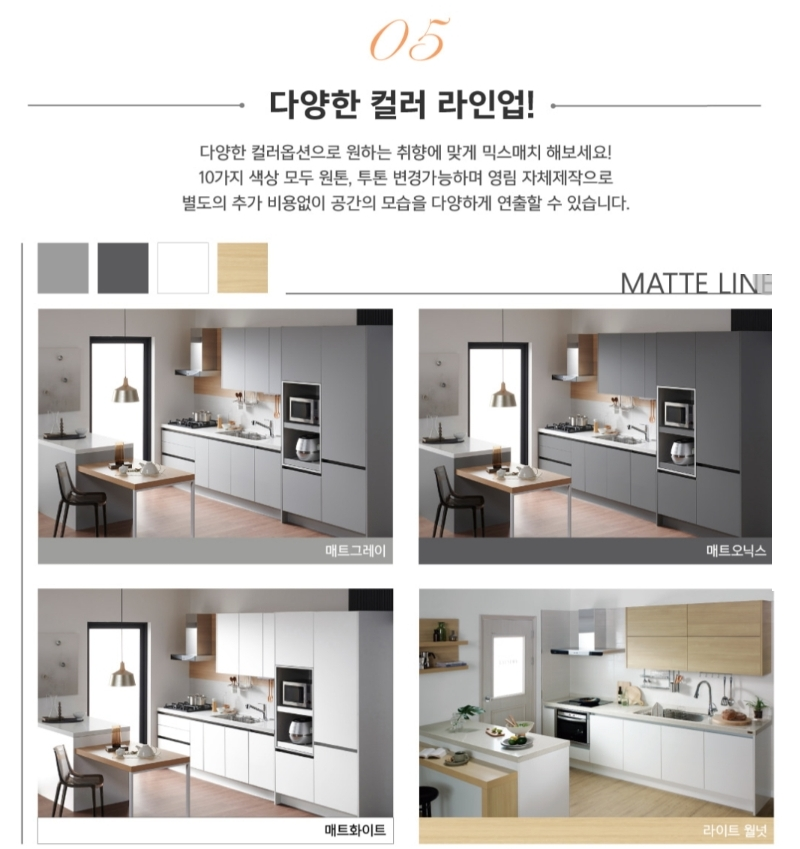 05
다양한 컬러 라인업!
다양한 컬러옵션으로 원하는 취향에 맞게 믹스매치 해보세요!
10가지 색상 모두 원톤, 투톤 변경가능하며 영림 자체제작으로
별도의 추가 비용없이 공간의 모습을 다양하게 연출할 수 있습니다.
MATTE LINE
매트그레이
매트오닉스
매트화이트
라이트 월넛